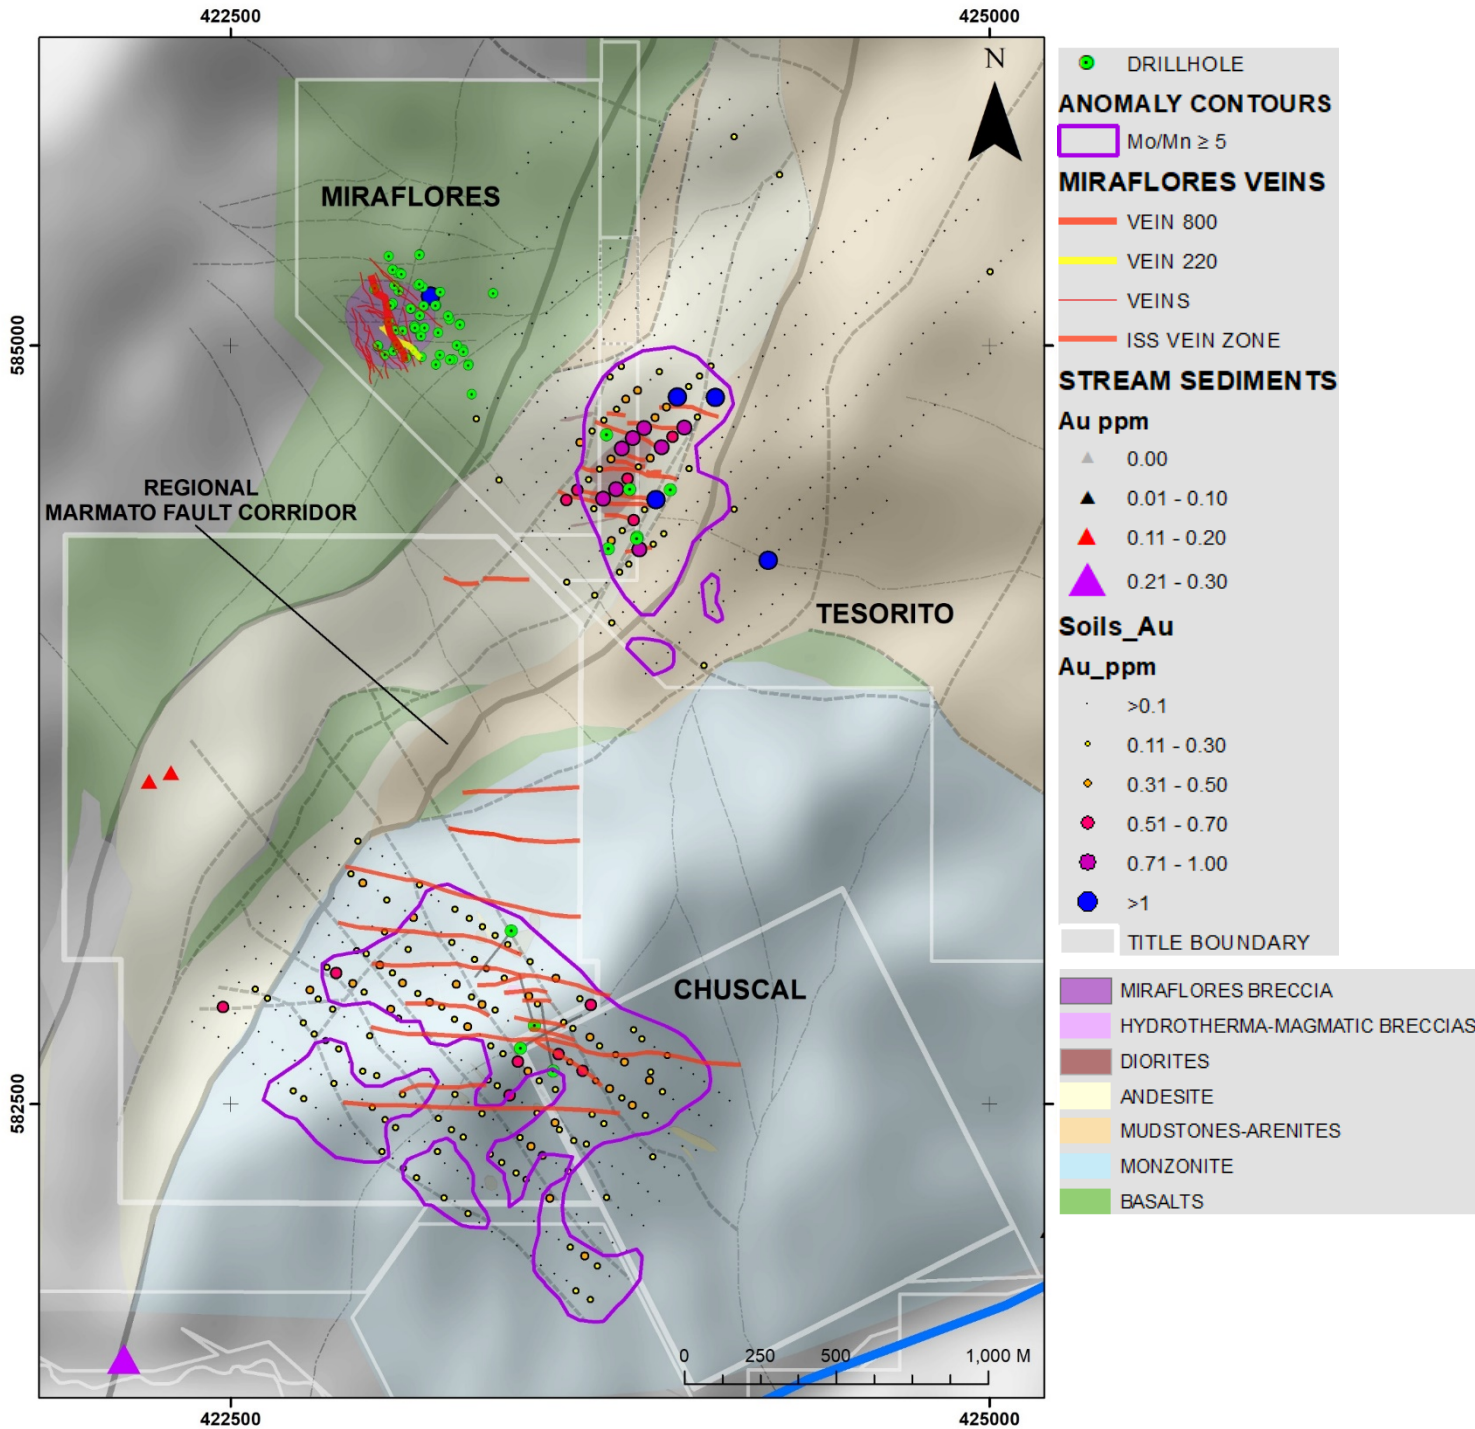 422500
425000
N
MIRAFLORES
585000
REGIONAL
MARMATO FAULT CORRIDOR
TESORITO
CHUSCAL
582500
0 250 500 1,000 M
422500
425000
DRILLHOLE
ANOMALY CONTOURS
Mo/Mn ≥ 5
MIRAFLORES VEINS
VEIN 800
VEIN 220
VEINS
ISS VEIN ZONE
STREAM SEDIMENTS
Au ppm
0.00
0.01 - 0.10
0.11 - 0.20
0.21 - 0.30
Soils_Au
Au_ppm
>0.1
0.11 - 0.30
0.31 - 0.50
0.51 - 0.70
0.71 - 1.00
>1
TITLE BOUNDARY
MIRAFLORES BRECCIA
HYDROTHERMA-MAGMATIC BRECCIAS
DIORITES
ANDESITE
MUDSTONES-ARENITES
MONZONITE
BASALTS